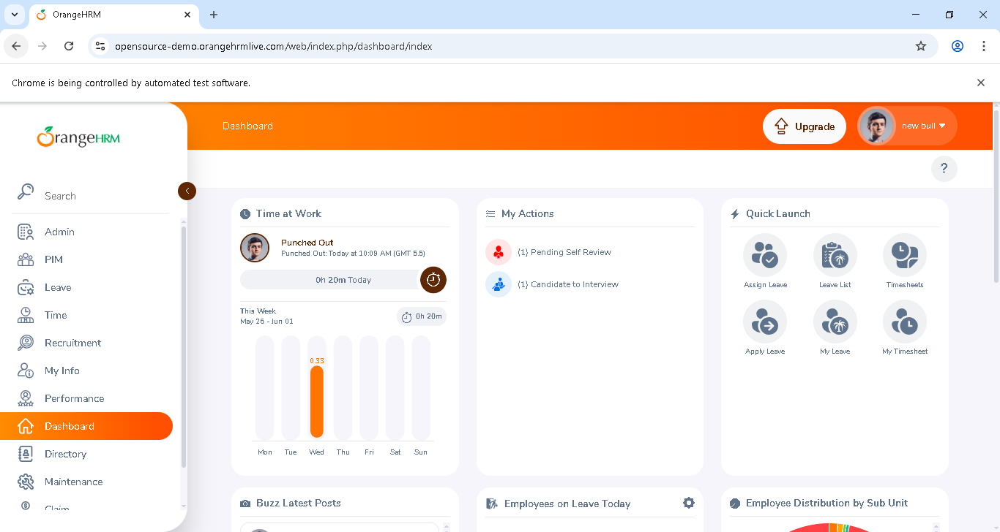 OrangeHRM
opensource-demo.orangehrmlive.com/web/index.php/dashboard/index
Chrome is being controlled by automated test software.
OrangeHRM
Search
Admin
PIM
Leave
Time
Recruitment
My Info
Performance
Dashboard
Directory
Maintenance
Claim
Dashboard
Upgrade
new bull
?
Time at Work
Punched Out
Punched Out: Today at 10:09 AM (GMT 5.5)
0h 20m Today
This Week
May 26 - Jun 01
0h 20m
0.33
Mon Tue Wed Thu Fri Sat Sun
My Actions
(1) Pending Self Review
(1) Candidate to Interview
Quick Launch
Assign Leave Leave List Timesheets
Apply Leave My Leave My Timesheet
Buzz Latest Posts
Employees on Leave Today
Employee Distribution by Sub Unit